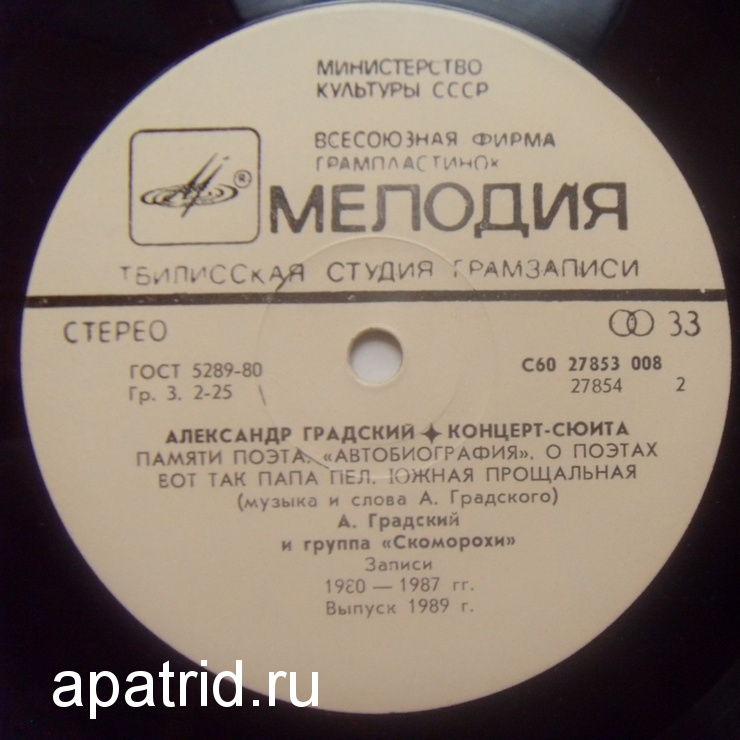 МИНИСТЕРСТВО
КУЛЬТУРЫ СССР
ВСЕСОЮЗНАЯ ФИРМА
ГРАМПЛАСТИНОК
® МЕЛОДИЯ
ТБИЛИССКАЯ СТУДИЯ ГРАМЗАПИСИ
СТЕРЕО 33
ГОСТ 5289-80 С60 27853 008
Гр. 3. 2-25 27854 2
АЛЕКСАНДР ГРАДСКИЙ ✦ КОНЦЕРТ-СЮИТА
ПАМЯТИ ПОЭТА. «АВТОБИОГРАФИЯ». О ПОЭТАХ
ВОТ ТАК ПАПА ПЕЛ. ЮЖНАЯ ПРОЩАЛЬНАЯ
(музыка и слова А. Градского)
А. Градский
и группа «Скоморохи»
Записи
1980 — 1987 гг.
Выпуск 1989 г.
apatrid.ru